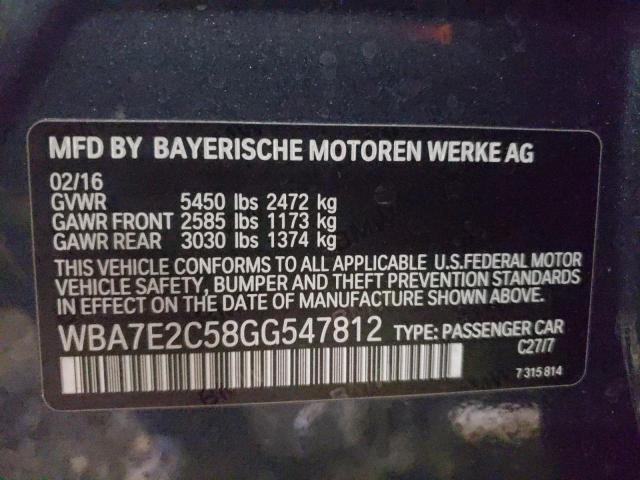 MFD BY BAYERISCHE MOTOREN WERKE AG
02/16
GVWR 5450 lbs 2472 kg
GAWR FRONT 2585 lbs 1173 kg
GAWR REAR 3030 lbs 1374 kg
THIS VEHICLE CONFORMS TO ALL APPLICABLE U.S.FEDERAL MOTOR
VEHICLE SAFETY, BUMPER AND THEFT PREVENTION STANDARDS
IN EFFECT ON THE DATE OF MANUFACTURE SHOWN ABOVE.
WBA7E2C58GG547812 TYPE: PASSENGER CAR
C27/7
7 315 814